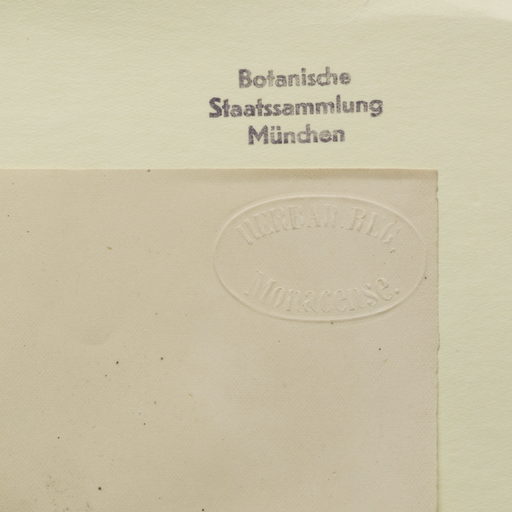 Botanische
Staatssammlung
München
HERBAR. REG.
Monacense.